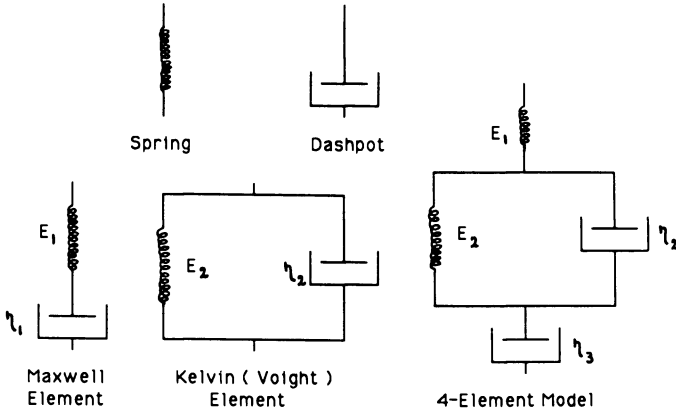 Spring
Dashpot
E₁
E₁
η₁
E₂
η₂
E₂
η₂
η₃
Maxwell
Element
Kelvin ( Voight )
Element
4-Element Model